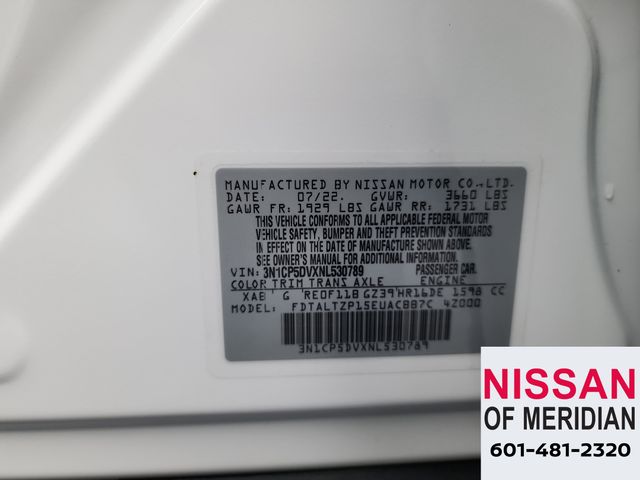 MANUFACTURED BY NISSAN MOTOR CO., LTD.
DATE: 07/22. GVWR: 3660 LBS
GAWR FR: 1929 LBS GAWR RR: 1731 LBS
THIS VEHICLE CONFORMS TO ALL APPLICABLE FEDERAL MOTOR
VEHICLE SAFETY, BUMPER AND THEFT PREVENTION STANDARDS
IN EFFECT ON THE DATE OF MANUFACTURE SHOWN ABOVE.
SEE OWNER'S MANUAL FOR ADDITIONAL INFORMATION.
VIN: 3N1CP5DVXNL530789 PASSENGER CAR.
COLOR TRIM TRANS AXLE ENGINE
XAB G RE0F11B GZ39 HR16DE 1598 CC
MODEL: FDTALTZP15EUACBB7C 4Z000
3N1CP5DVXNL530789
NISSAN
OF MERIDIAN
601-481-2320